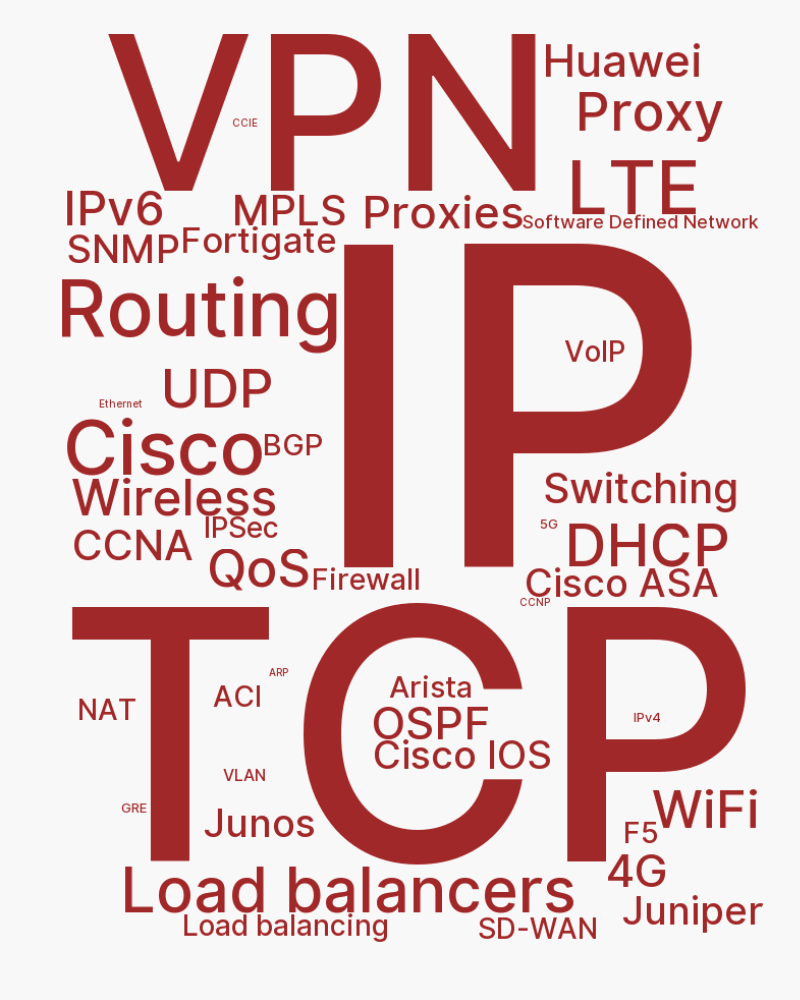 VPN
CCIE
Huawei
Proxy
LTE
IPv6
MPLS
Proxies
Software Defined Network
SNMP
Fortigate
IP
Routing
VoIP
UDP
Ethernet
Cisco
BGP
Wireless
Switching
IPSec
5G
CCNA
DHCP
QoS
Firewall
Cisco ASA
CCNP
TCP
ARP
Arista
ACI
NAT
OSPF
IPv4
Cisco IOS
VLAN
GRE
WiFi
Junos
F5
4G
Load balancers
Juniper
Load balancing
SD-WAN